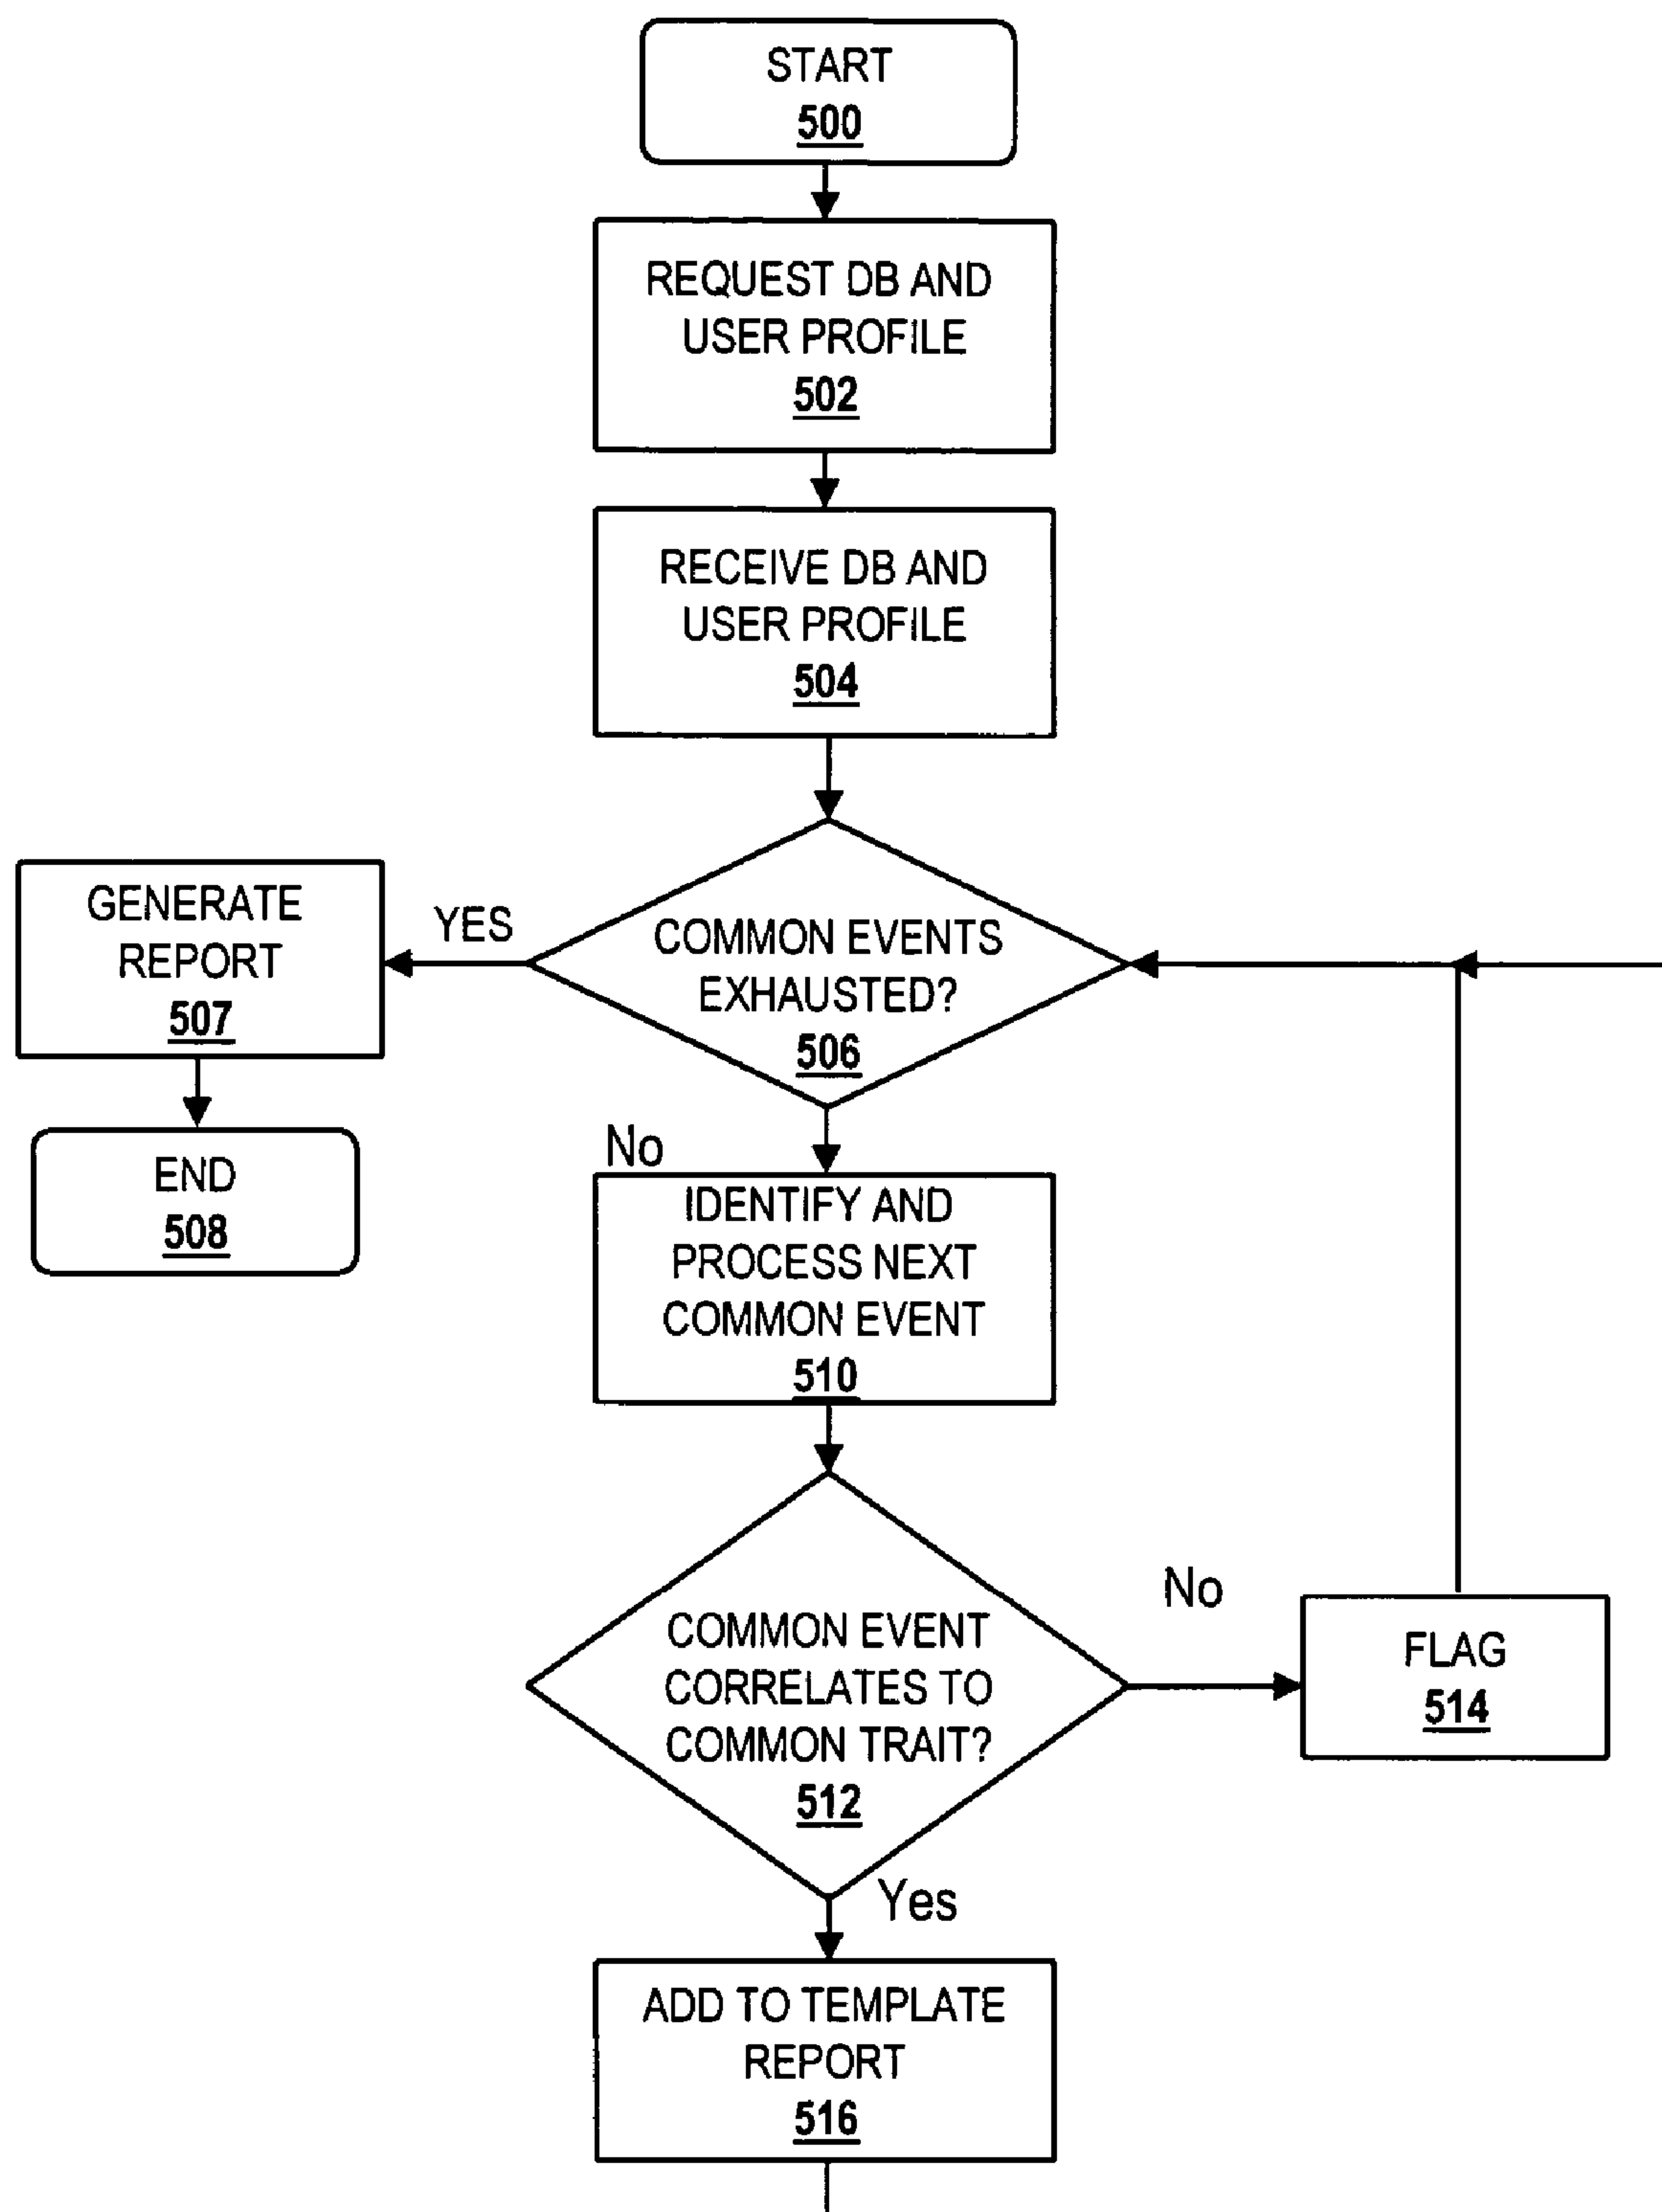 START
500
REQUEST DB AND
USER PROFILE
502
RECEIVE DB AND
USER PROFILE
504
COMMON EVENTS
EXHAUSTED?
506
YES
GENERATE
REPORT
507
END
508
No
IDENTIFY AND
PROCESS NEXT
COMMON EVENT
510
COMMON EVENT
CORRELATES TO
COMMON TRAIT?
512
No
FLAG
514
Yes
ADD TO TEMPLATE
REPORT
516